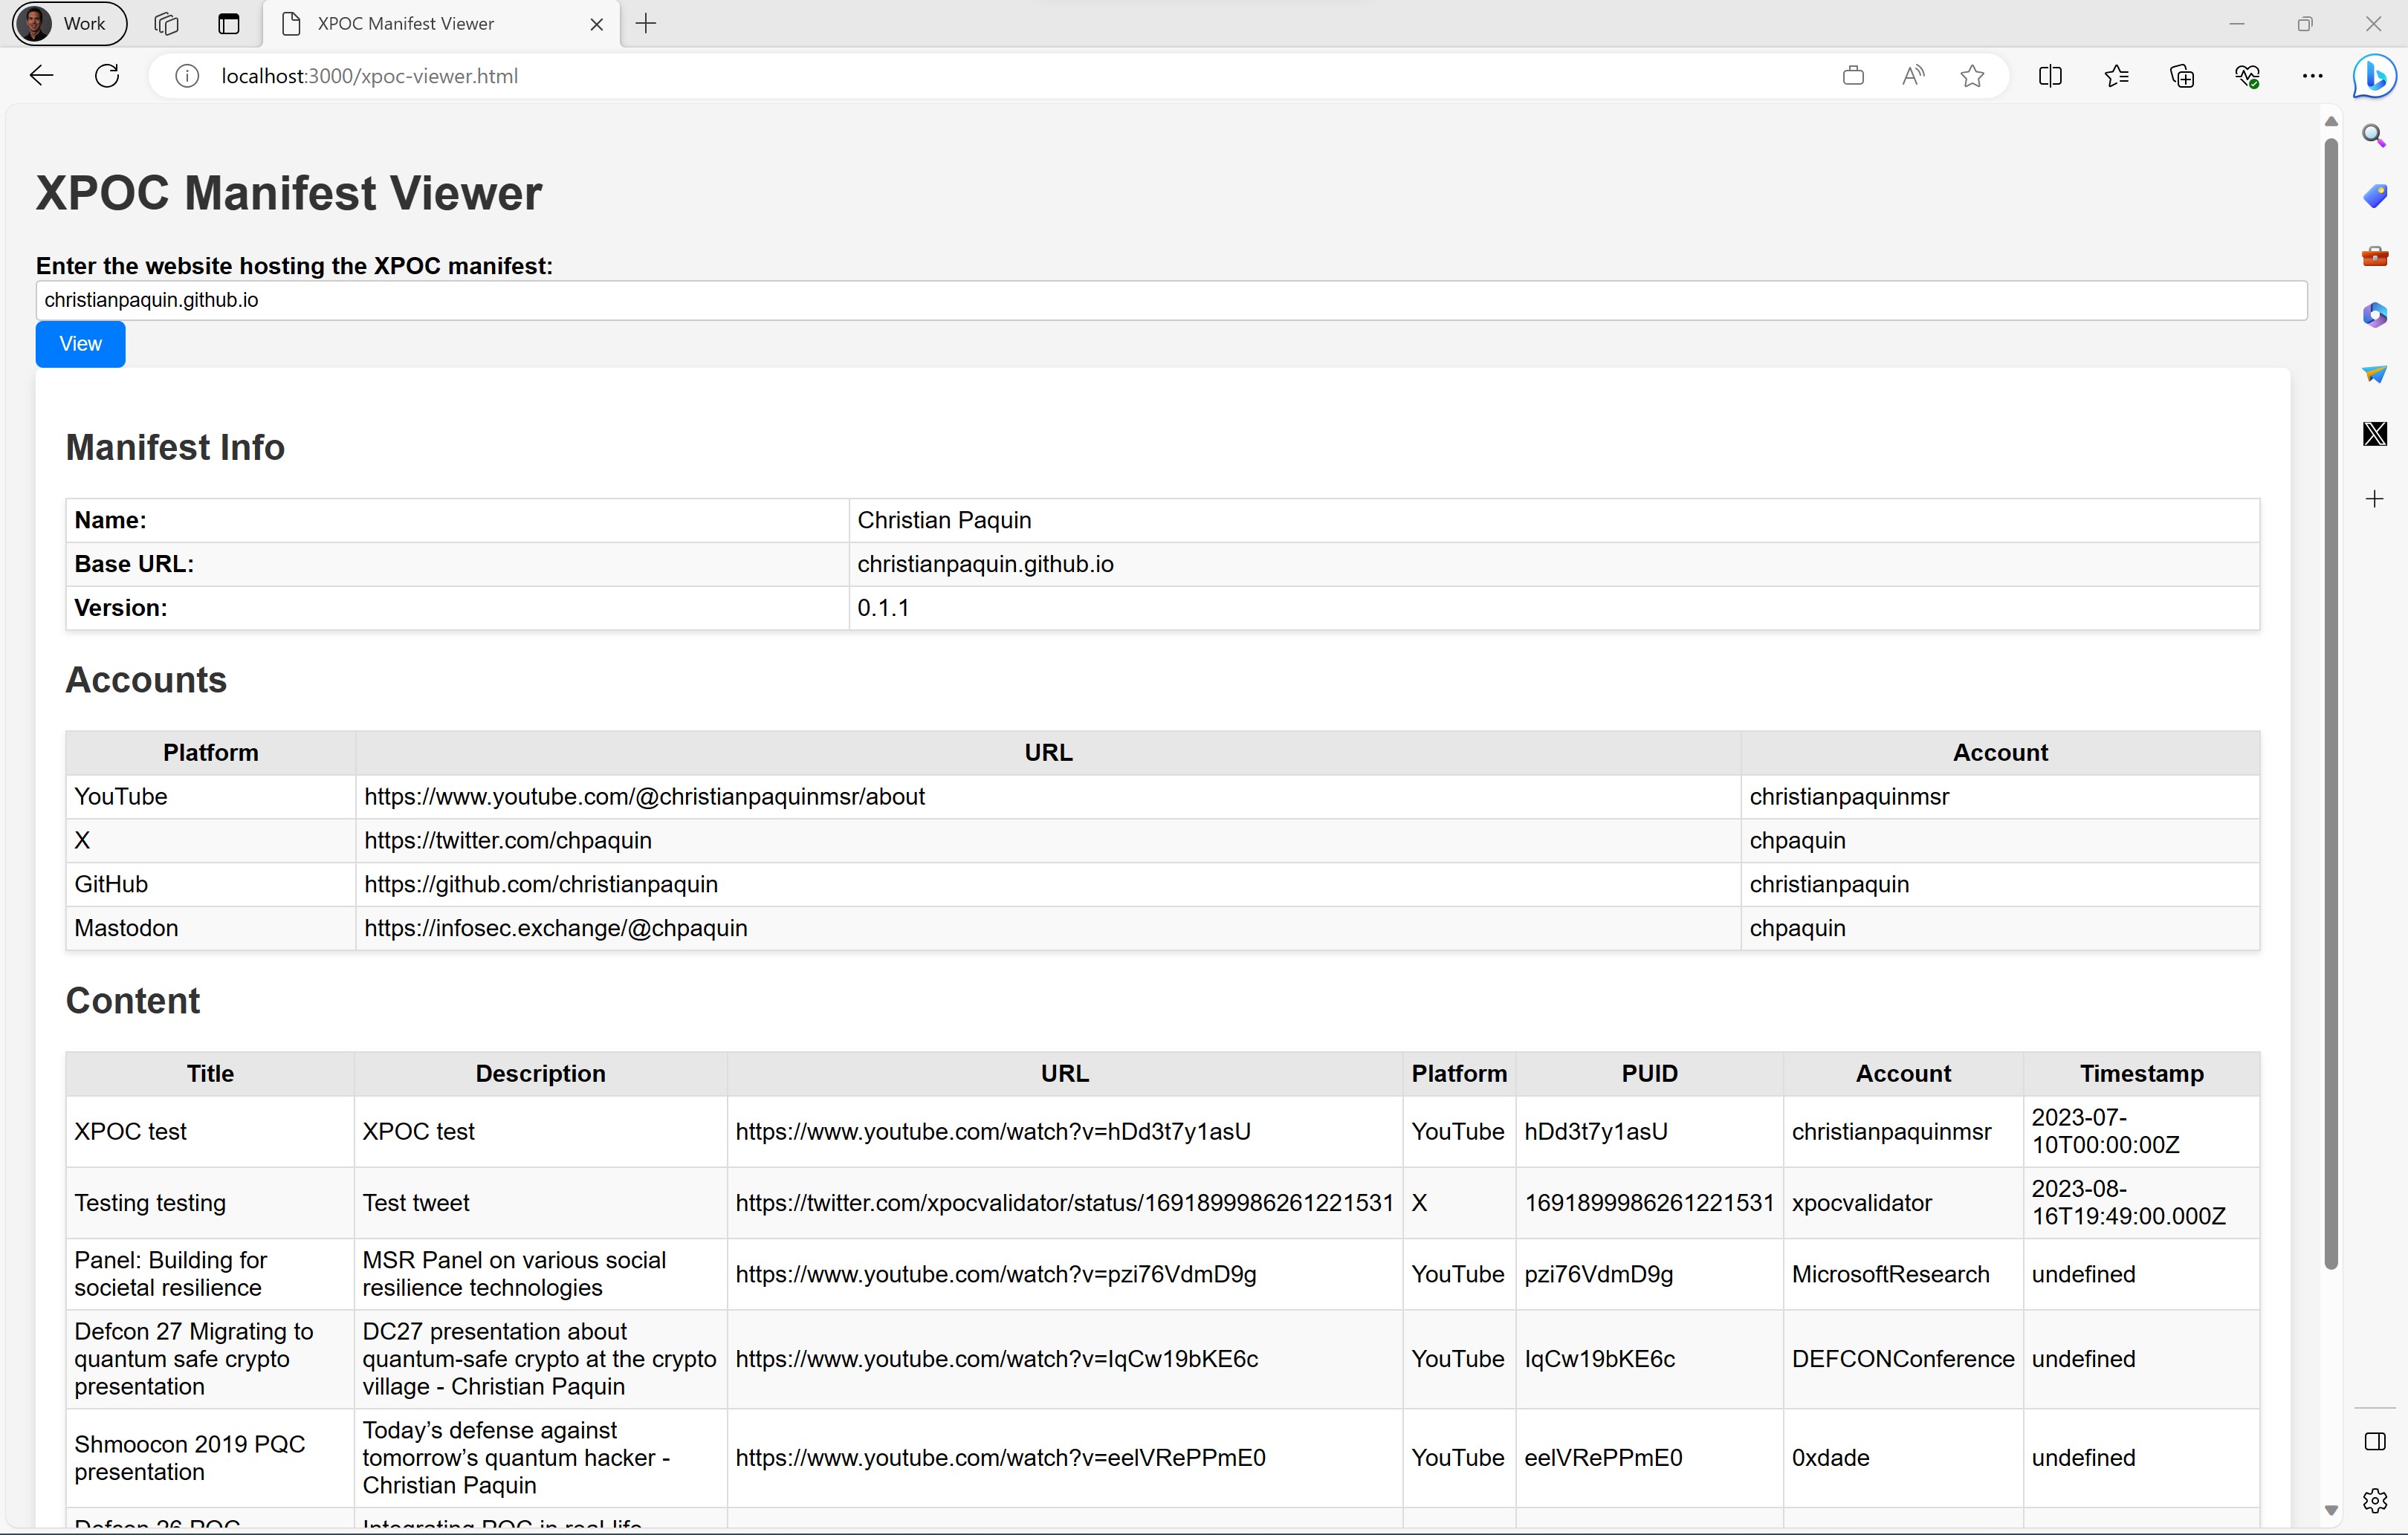 Work
XPOC Manifest Viewer
localhost:3000/xpoc-viewer.html
XPOC Manifest Viewer
Enter the website hosting the XPOC manifest:
christianpaquin.github.io
View
Manifest Info
Name: Christian Paquin
Base URL: christianpaquin.github.io
Version: 0.1.1
Accounts
Platform URL Account
YouTube https://www.youtube.com/@christianpaquinmsr/about christianpaquinmsr
X https://twitter.com/chpaquin chpaquin
GitHub https://github.com/christianpaquin christianpaquin
Mastodon https://infosec.exchange/@chpaquin chpaquin
Content
Title Description URL Platform PUID Account Timestamp
XPOC test XPOC test https://www.youtube.com/watch?v=hDd3t7y1asU YouTube hDd3t7y1asU christianpaquinmsr 2023-07-
10T00:00:00Z
Testing testing Test tweet https://twitter.com/xpocvalidator/status/1691899986261221531 X 1691899986261221531 xpocvalidator 2023-08-
16T19:49:00.000Z
Panel: Building for
societal resilience
MSR Panel on various social
resilience technologies
https://www.youtube.com/watch?v=pzi76VdmD9g YouTube pzi76VdmD9g MicrosoftResearch undefined
Defcon 27 Migrating to
quantum safe crypto
presentation
DC27 presentation about
quantum-safe crypto at the crypto
village - Christian Paquin
https://www.youtube.com/watch?v=IqCw19bKE6c YouTube IqCw19bKE6c DEFCONConference undefined
Shmoocon 2019 PQC
presentation
Today’s defense against
tomorrow’s quantum hacker -
Christian Paquin
https://www.youtube.com/watch?v=eelVRePPmE0 YouTube eelVRePPmE0 0xdade undefined